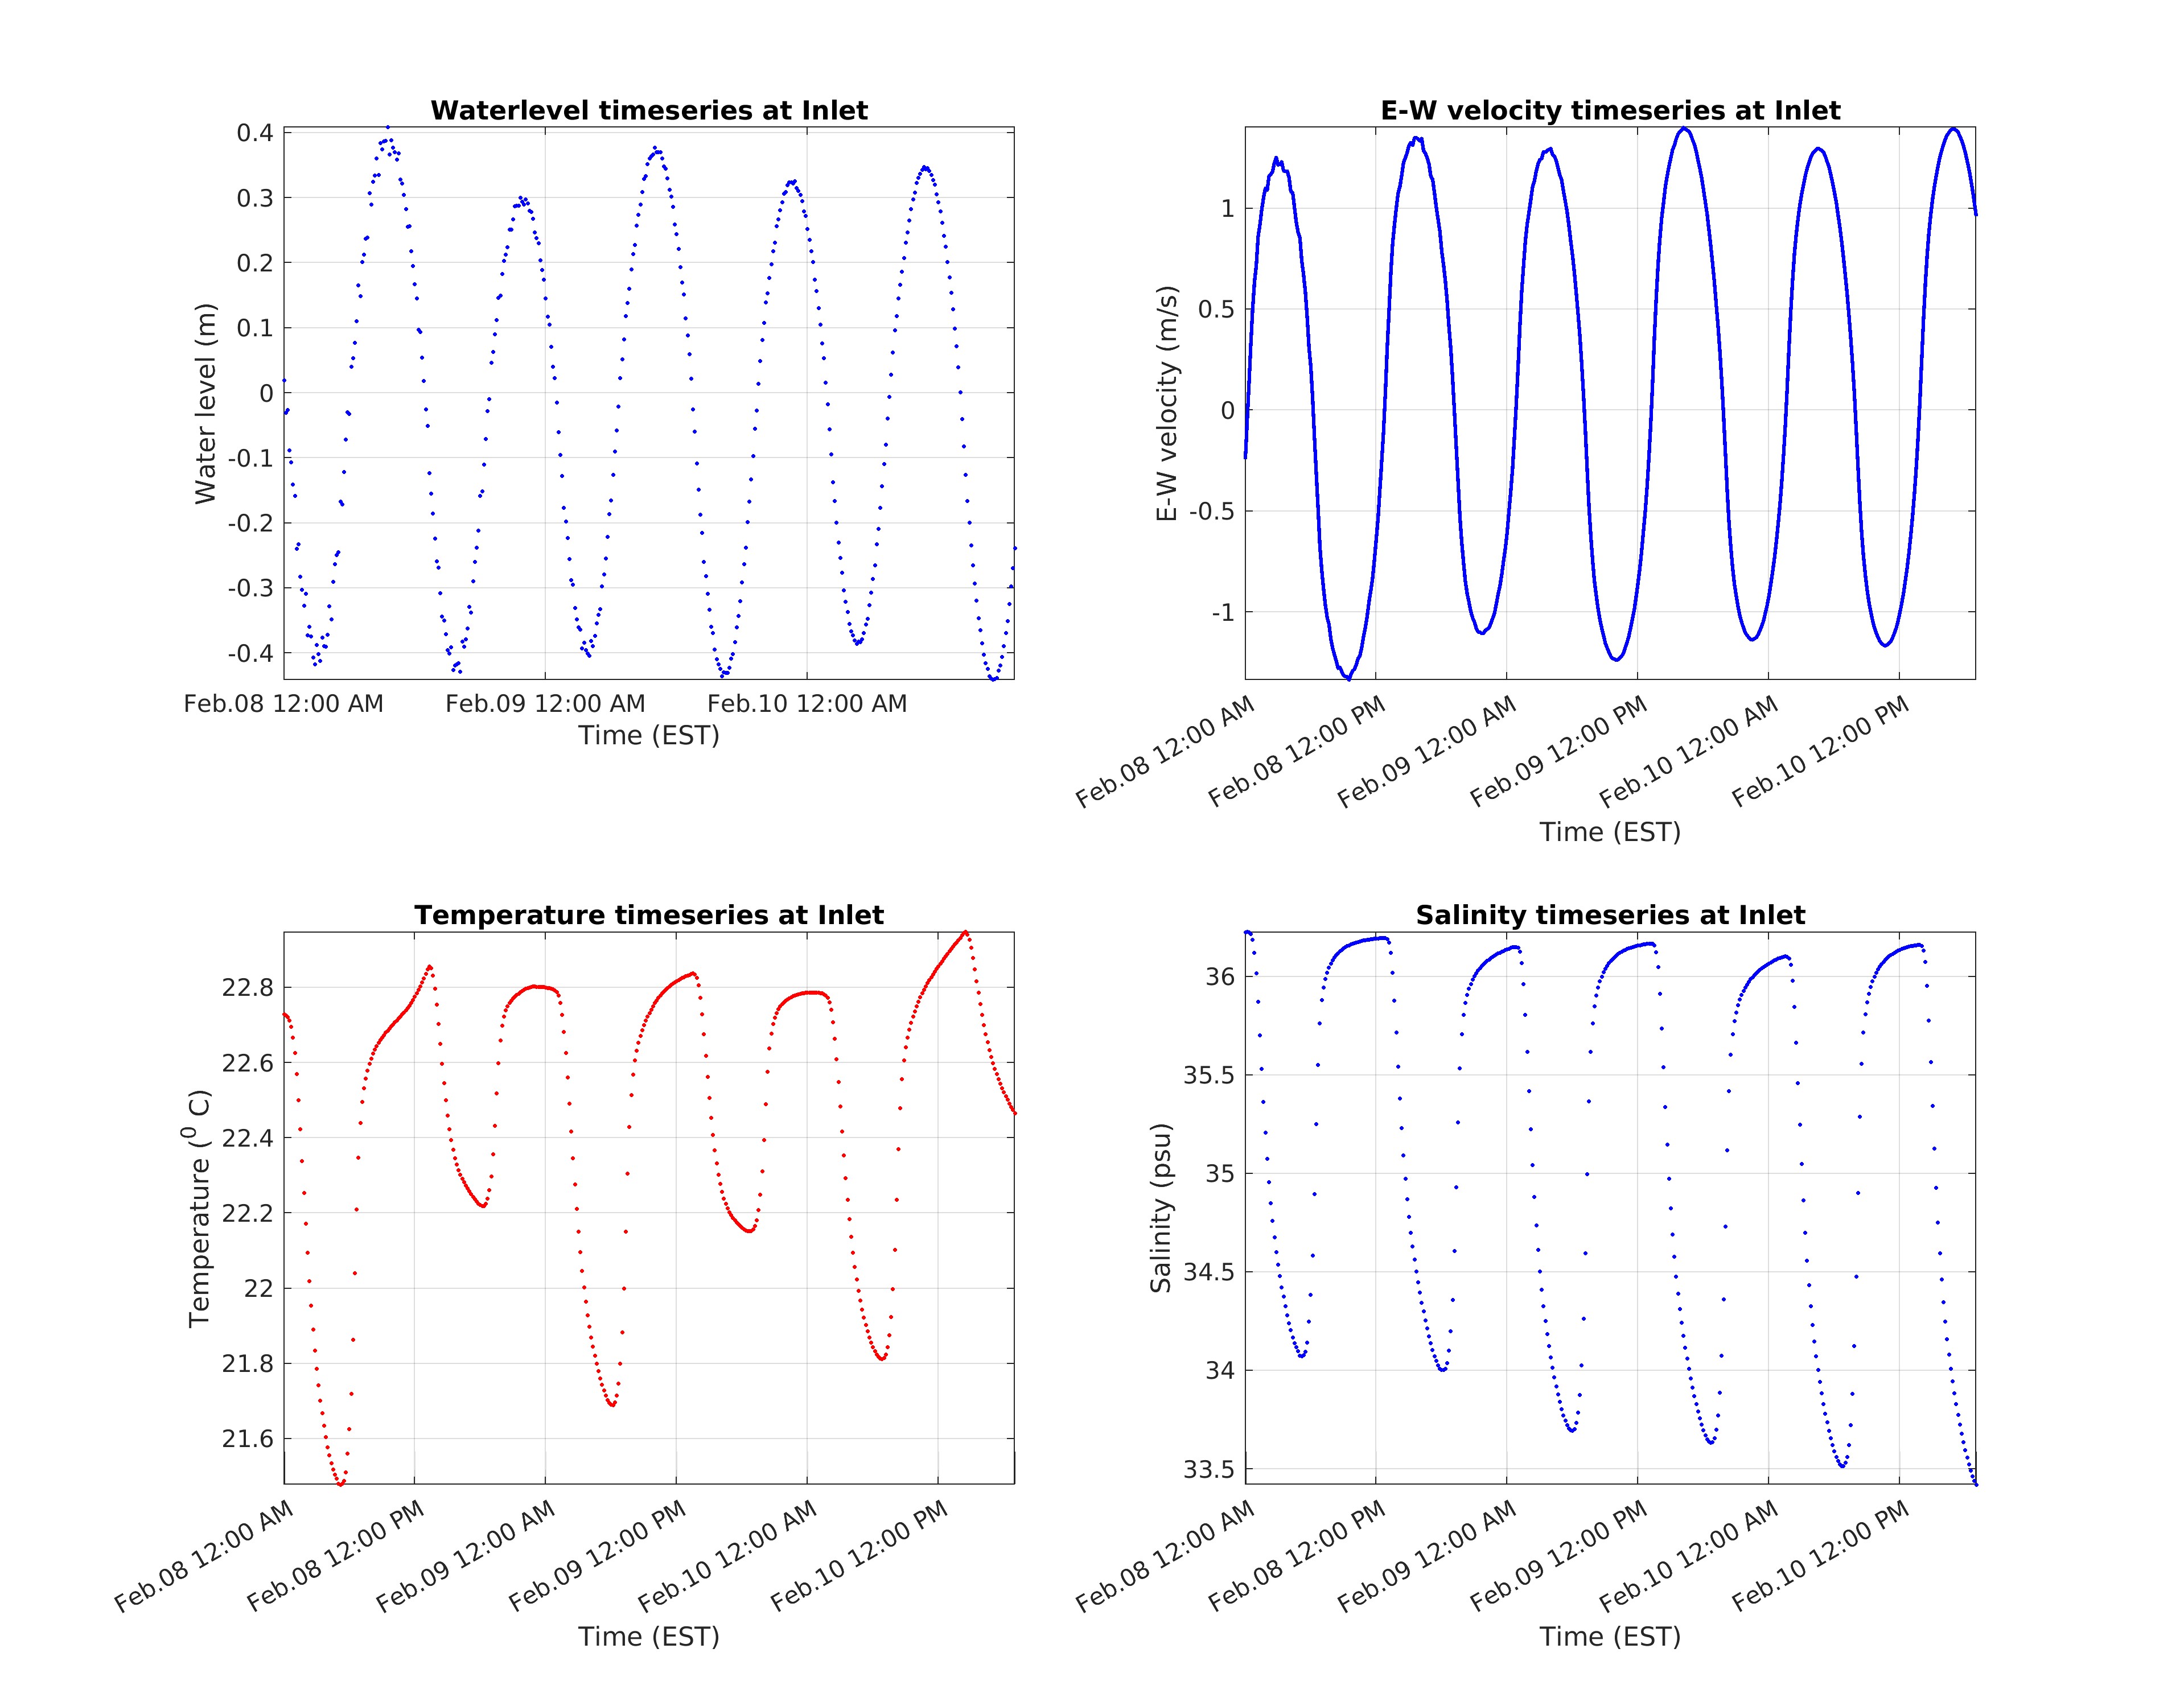 Waterlevel timeseries at Inlet
0.4
0.3
0.2
0.1
0
-0.1
-0.2
-0.3
-0.4
Water level (m)
Feb.08 12:00 AM
Feb.09 12:00 AM
Feb.10 12:00 AM
Time (EST)
E-W velocity timeseries at Inlet
1
0.5
0
-0.5
-1
E-W velocity (m/s)
Feb.08 12:00 AM
Feb.08 12:00 PM
Feb.09 12:00 AM
Feb.09 12:00 PM
Feb.10 12:00 AM
Feb.10 12:00 PM
Time (EST)
Temperature timeseries at Inlet
22.8
22.6
22.4
22.2
22
21.8
21.6
Temperature (⁰ C)
Feb.08 12:00 AM
Feb.08 12:00 PM
Feb.09 12:00 AM
Feb.09 12:00 PM
Feb.10 12:00 AM
Feb.10 12:00 PM
Time (EST)
Salinity timeseries at Inlet
36
35.5
35
34.5
34
33.5
Salinity (psu)
Feb.08 12:00 AM
Feb.08 12:00 PM
Feb.09 12:00 AM
Feb.09 12:00 PM
Feb.10 12:00 AM
Feb.10 12:00 PM
Time (EST)